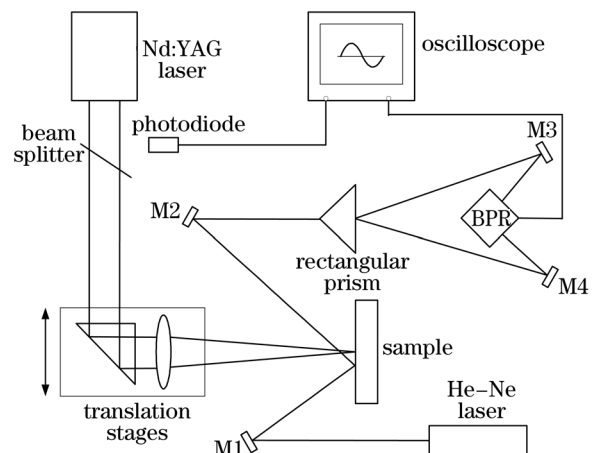 Nd:YAG
laser
oscilloscope
beam
splitter
photodiode
M3
M2
BPR
rectangular
prism
M4
sample
translation
stages
He−Ne
laser
M1